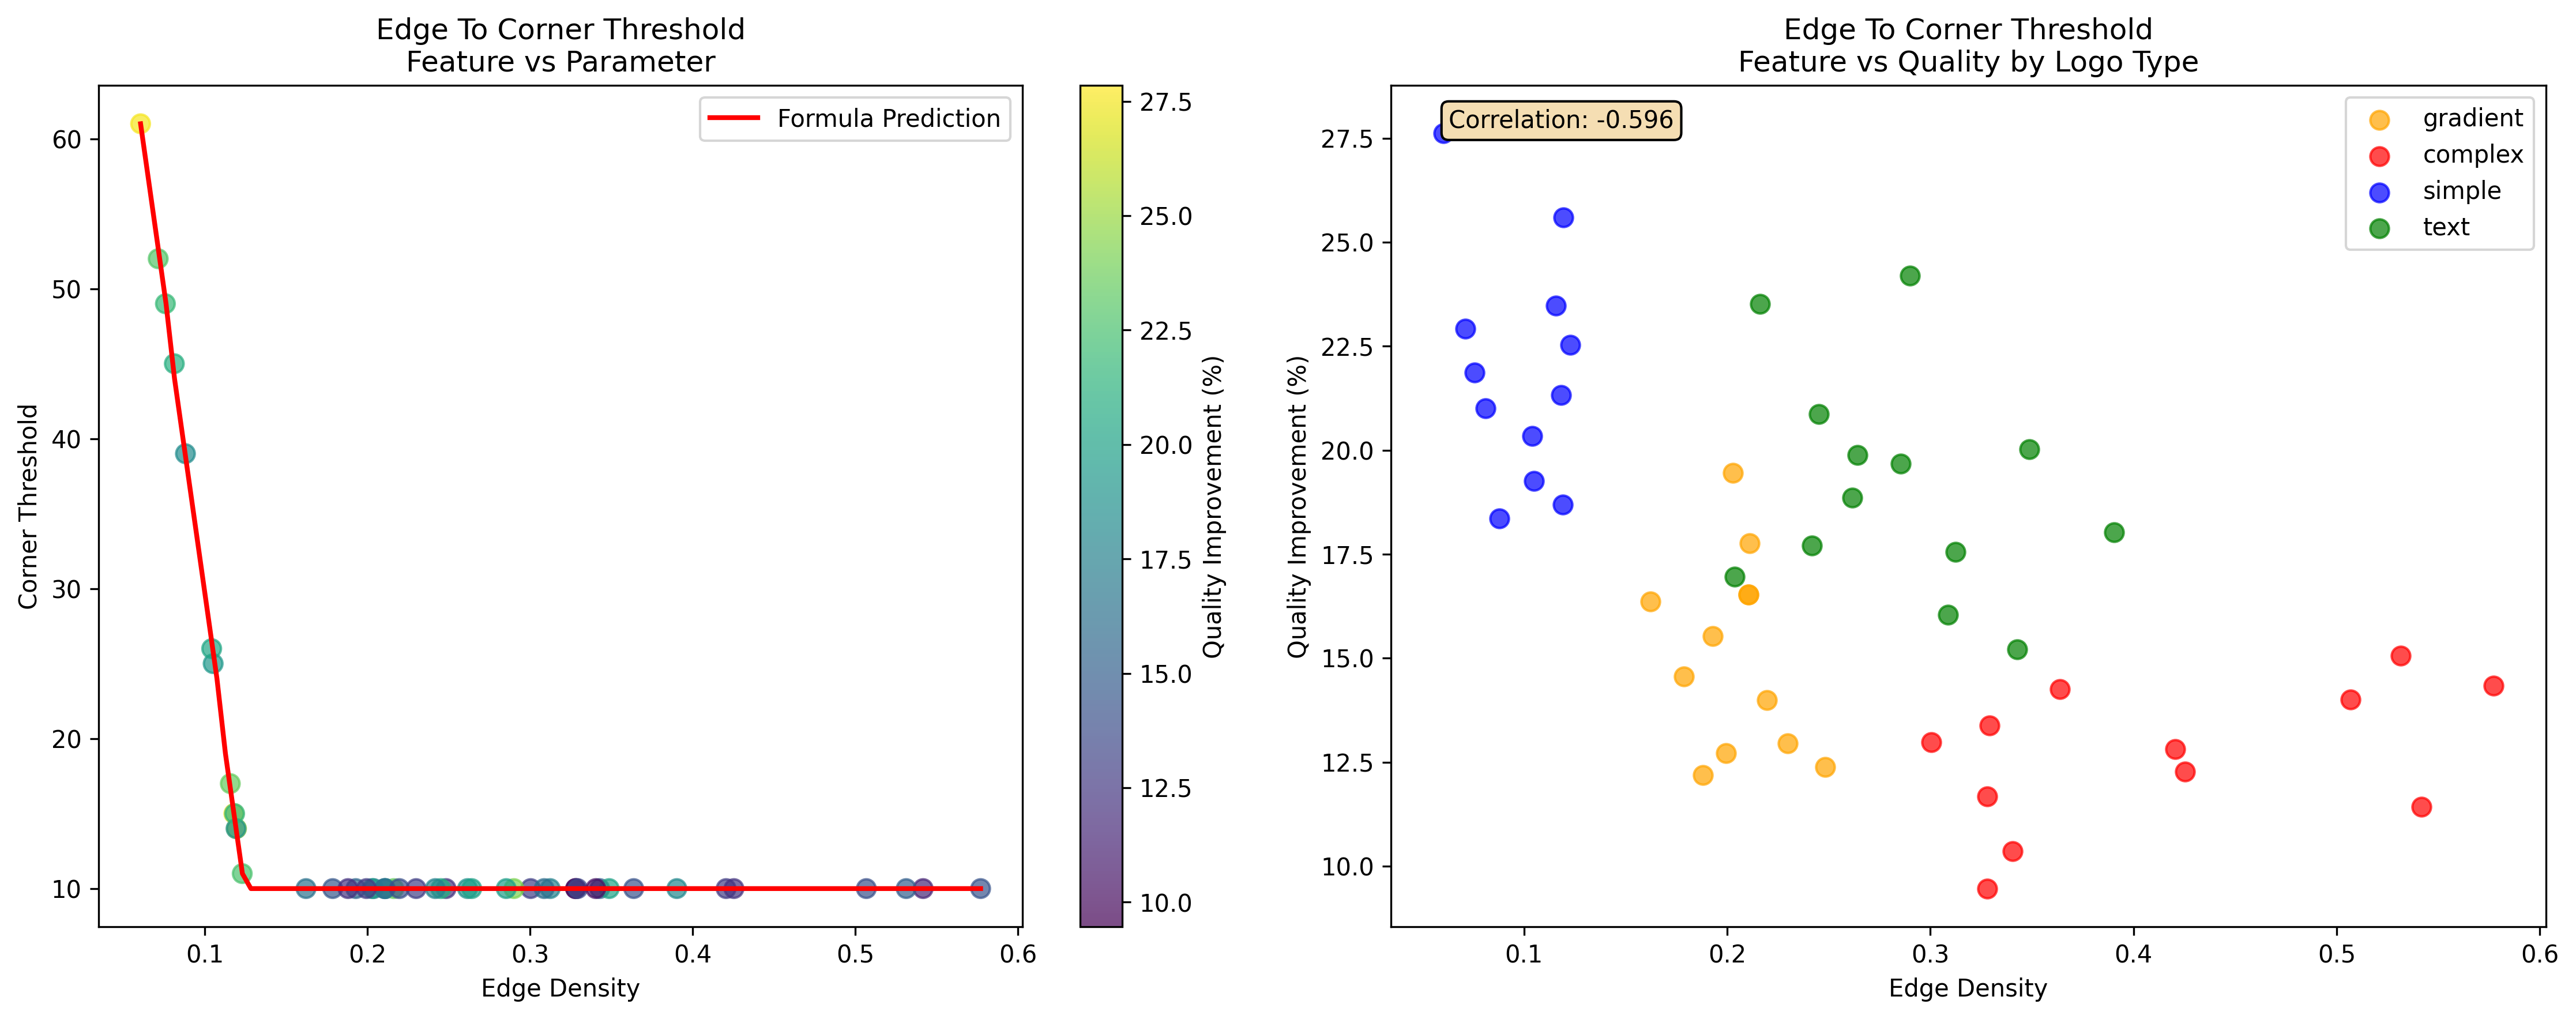 Edge To Corner Threshold
Feature vs Parameter
Formula Prediction
60
50
40
30
20
10
Corner Threshold
0.1
0.2
0.3
0.4
0.5
0.6
Edge Density
27.5
25.0
22.5
20.0
17.5
15.0
12.5
10.0
Quality Improvement (%)
Edge To Corner Threshold
Feature vs Quality by Logo Type
Correlation: -0.596
gradient
complex
simple
text
27.5
25.0
22.5
20.0
17.5
15.0
12.5
10.0
Quality Improvement (%)
0.1
0.2
0.3
0.4
0.5
0.6
Edge Density